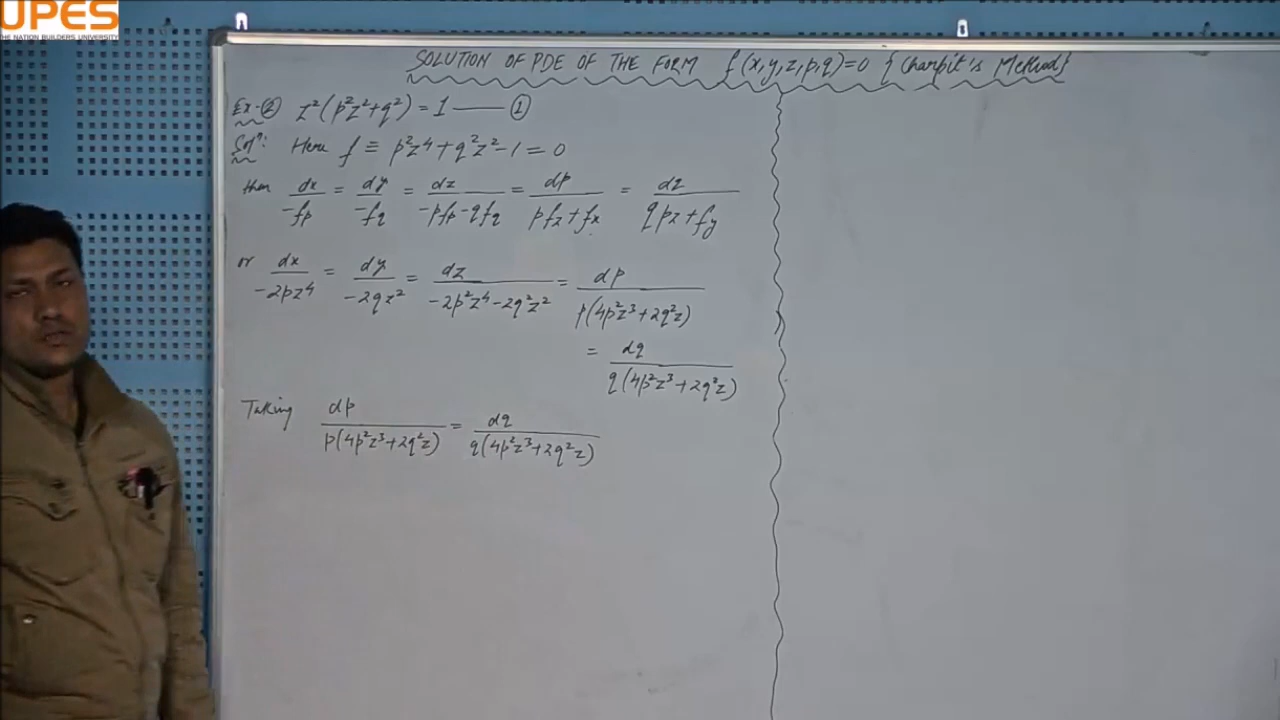 UPES
THE NATION BUILDERS UNIVERSITY
SOLUTION OF PDE OF THE FORM f(x,y,z,p,q)=0 {Charpit's Method}
Ex-② z²(p²z²+q²) = 1 —— ①
Solⁿ: Here f ≡ p²z⁴+q²z²-1 = 0
then dx/-fp = dy/-fq = dz/-pfp-qfq = dp/pfz+fx = dq/qpz+fy
or dx/-2pz⁴ = dy/-2qz² = dz/-2p²z⁴-2q²z² = dp/p(4p²z³+2q²z)
= dq/q(4p²z³+2q²z)
Taking dp/p(4p²z³+2q²z) = dq/q(4p²z³+2q²z)